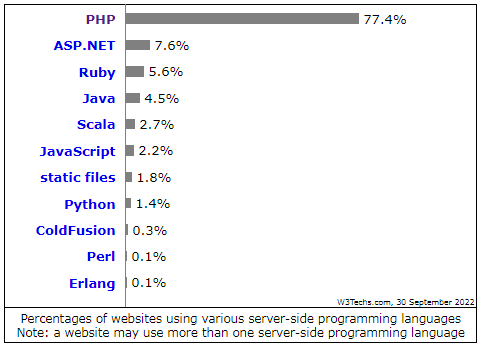 PHP 77.4%
ASP.NET 7.6%
Ruby 5.6%
Java 4.5%
Scala 2.7%
JavaScript 2.2%
static files 1.8%
Python 1.4%
ColdFusion 0.3%
Perl 0.1%
Erlang 0.1%
W3Techs.com, 30 September 2022
Percentages of websites using various server-side programming languages
Note: a website may use more than one server-side programming language